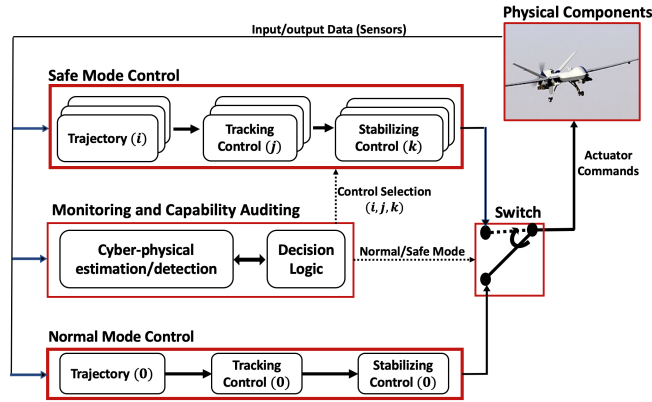 Physical Components
Input/output Data (Sensors)
Safe Mode Control
Trajectory (i)
Tracking
Control (j)
Stabilizing
Control (k)
Actuator
Commands
Control Selection
(i, j, k)
Monitoring and Capability Auditing
Switch
Cyber-physical
estimation/detection
Decision
Logic
Normal/Safe Mode
Normal Mode Control
Trajectory (0)
Tracking
Control (0)
Stabilizing
Control (0)